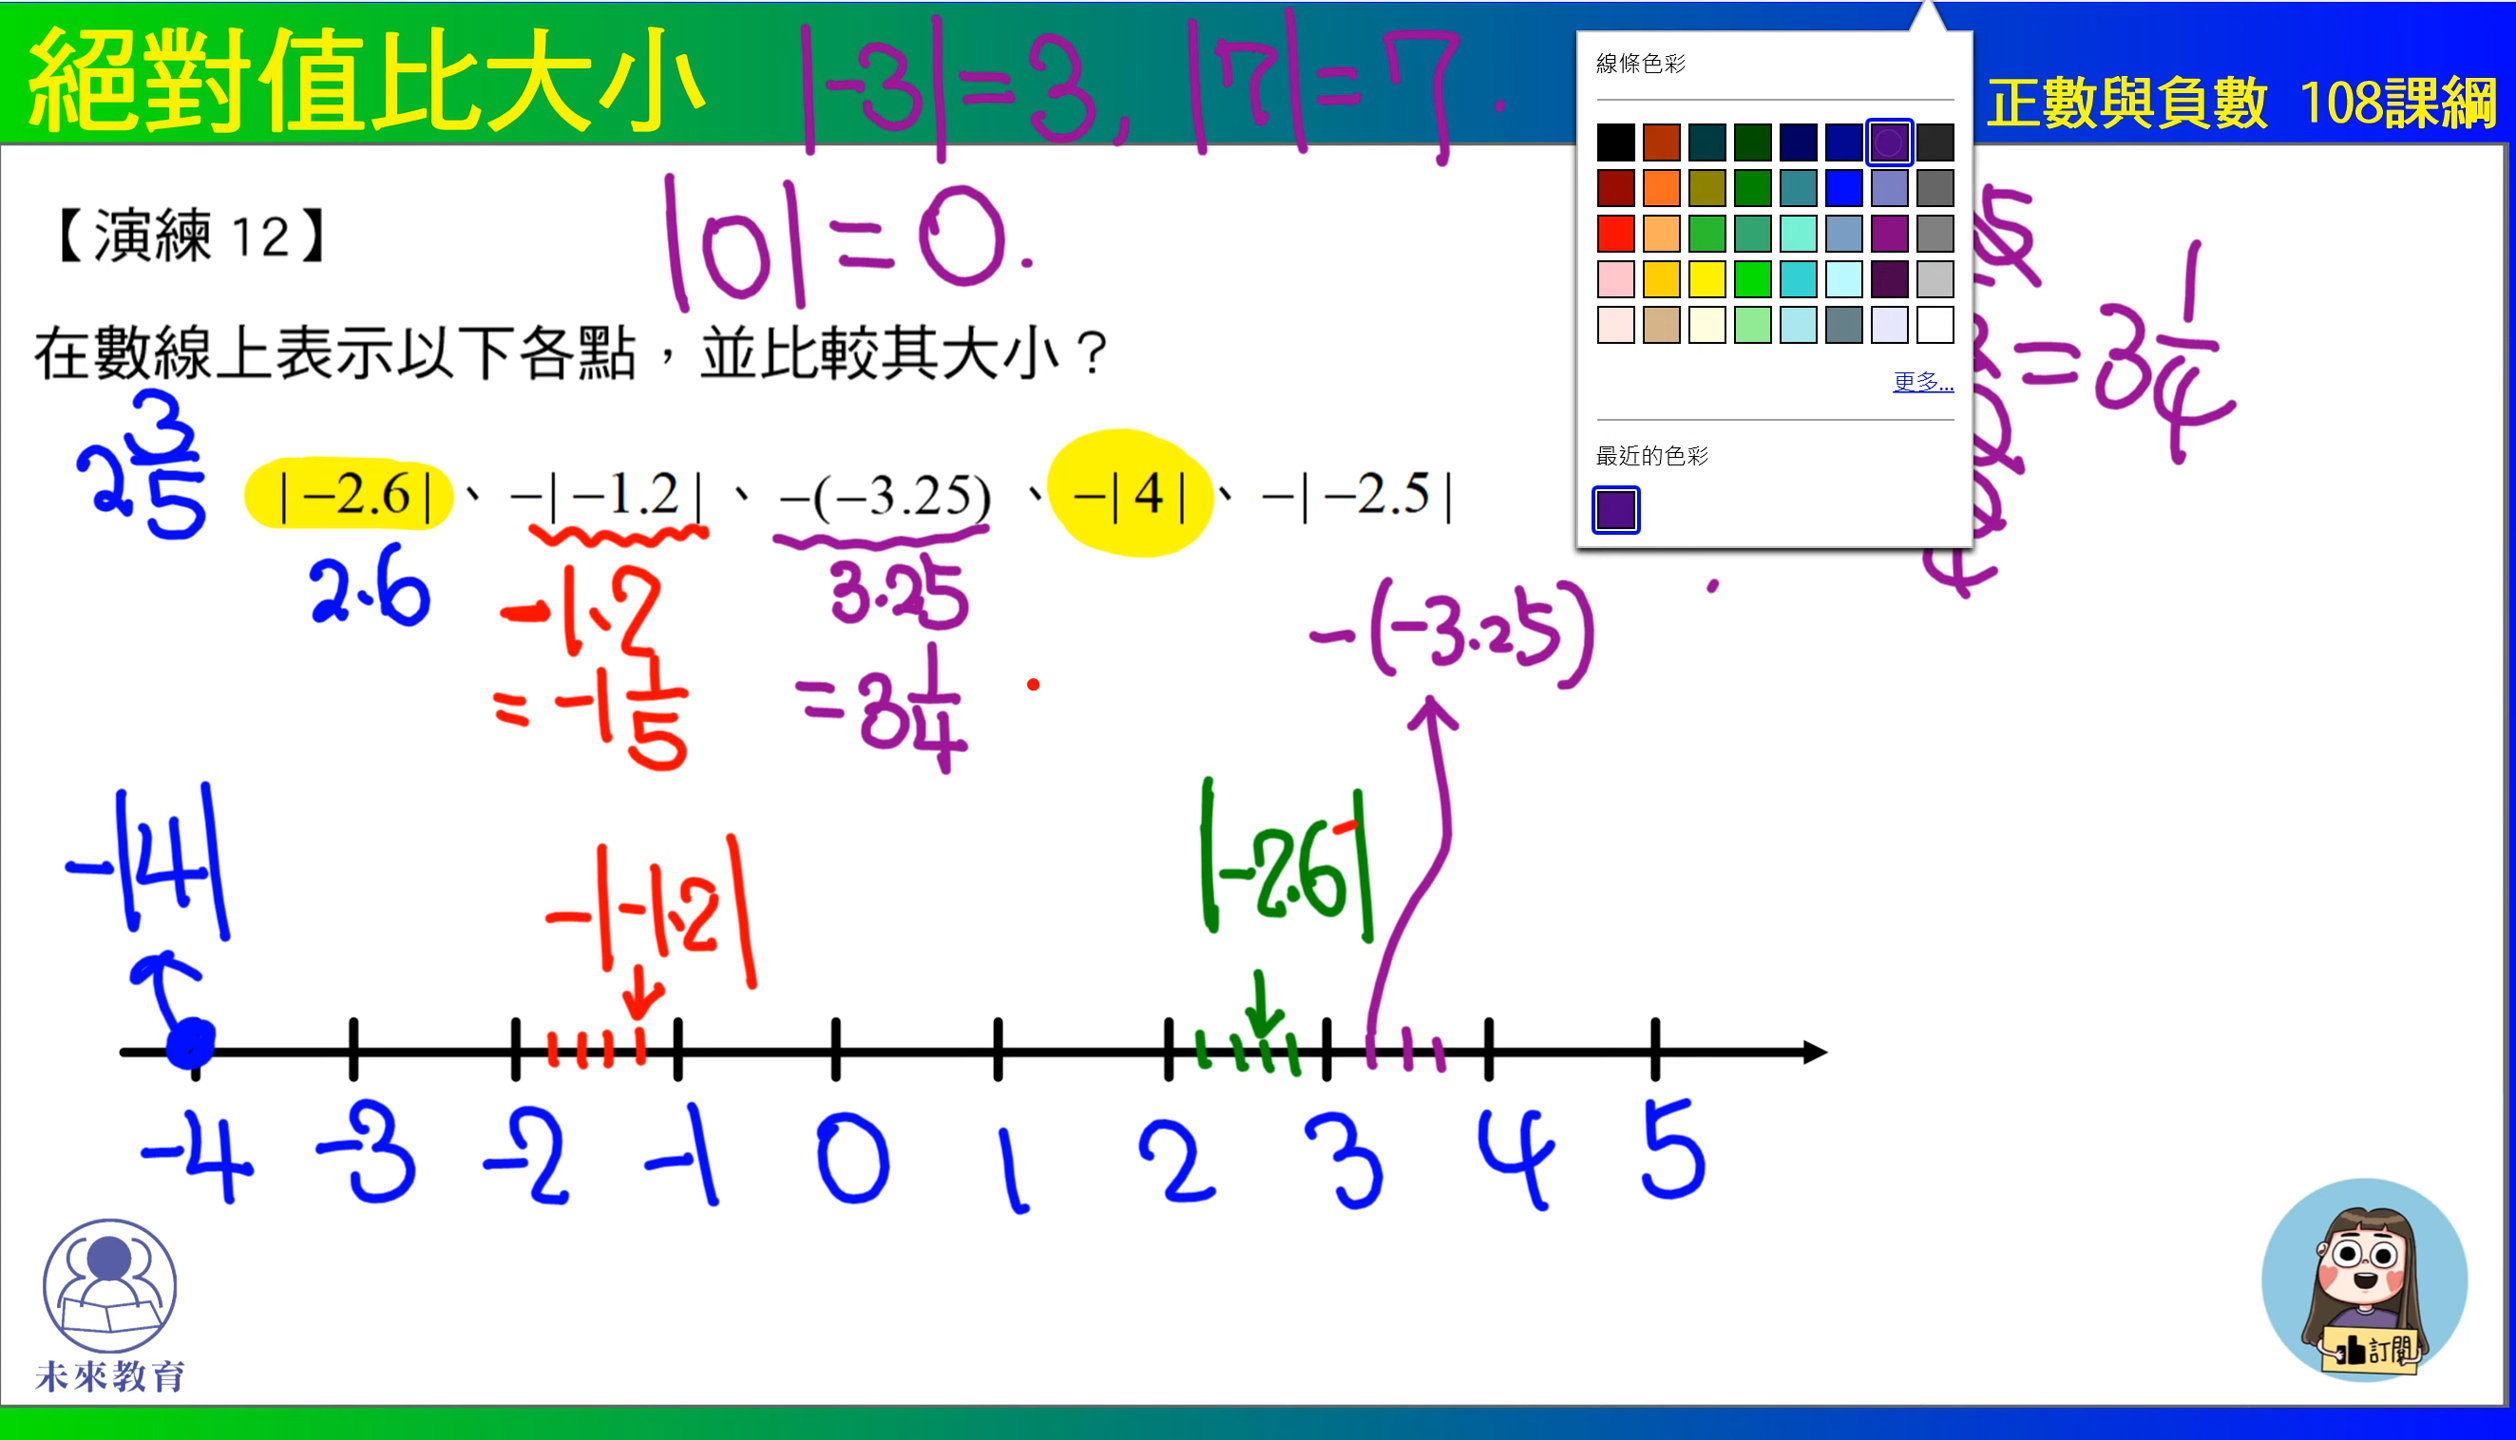 絕對值比大小
|-3|=3, |7|=7.
正數與負數 108課綱
線條色彩
更多...
最近的色彩
【演練 12】
|0|=0.
在數線上表示以下各點，並比較其大小？
=3 1/4
2 3/5
|−2.6|、−|−1.2|、−(−3.25)、−|4|、−|−2.5|
2.6
-1.2
=-1 1/5
3.25
=3 1/4
-(-3.25)
-|4|
-|-1.2|
|-2.6|
-4 -3 -2 -1 0 1 2 3 4 5
未來教育
訂閱